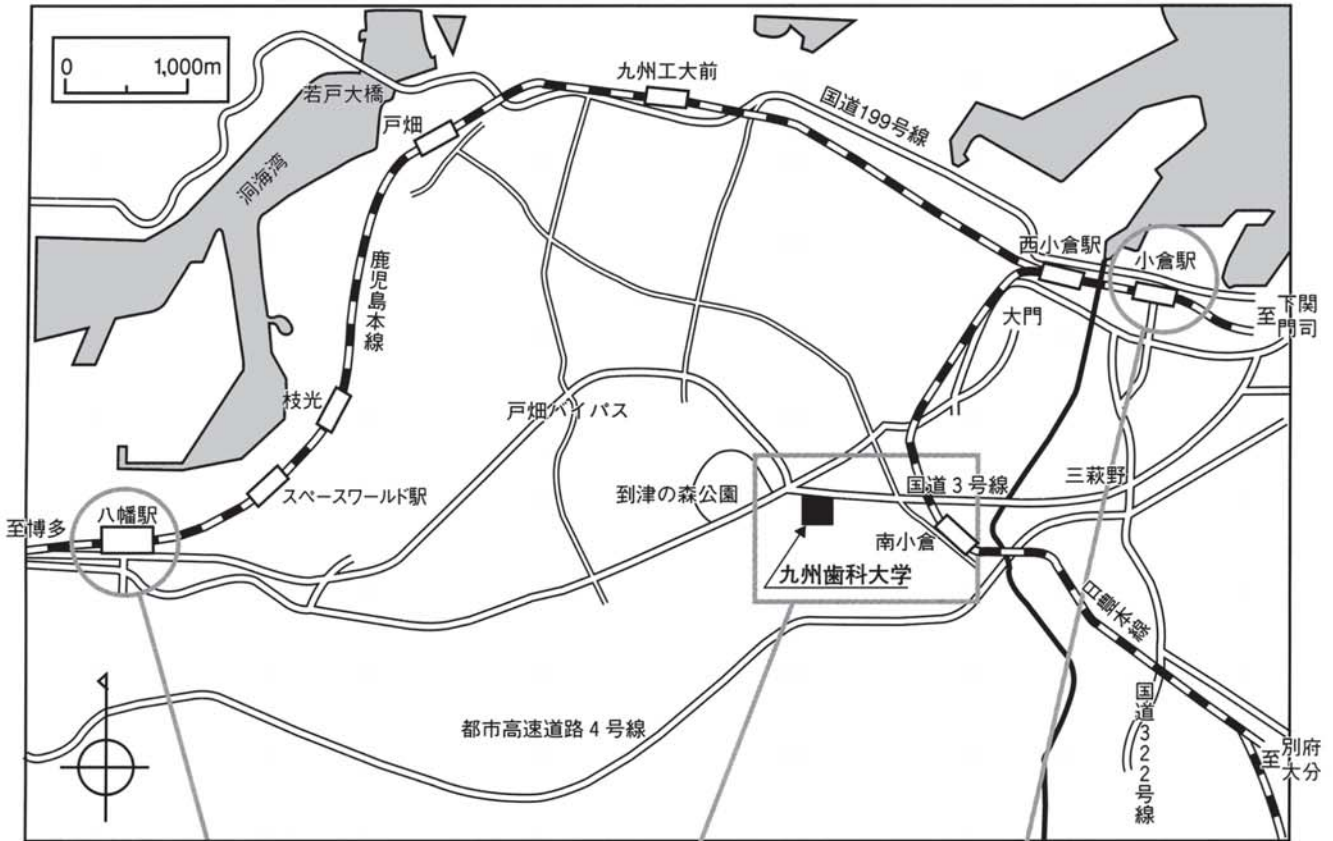 0 1,000m
若戸大橋
九州工大前
国道199号線
戸畑
洞海湾
西小倉駅
小倉駅
鹿児島本線
大門
至下関
門司
枝光
戸畑バイパス
スペースワールド駅
到津の森公園
国道3号線
三萩野
至博多
八幡駅
南小倉
九州歯科大学
日豊本線
都市高速道路4号線
国道322号線
至別府
大分